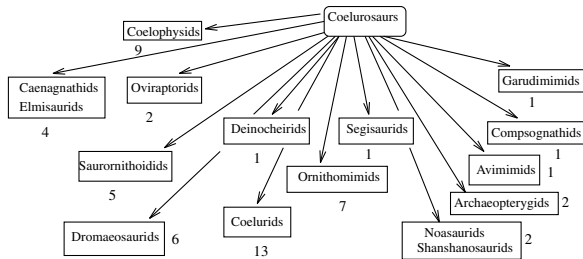 Coelurosaurs
Coelophysids
9
Garudimimids
1
Caenagnathids
Elmisaurids
4
Oviraptorids
2
Deinocheirids
1
Segisaurids
1
Compsognathids
1
Saurornithoidids
5
Ornithomimids
7
Avimimids
1
Archaeopterygids
2
Dromaeosaurids
6
Coelurids
13
Noasaurids
Shanshanosaurids
2